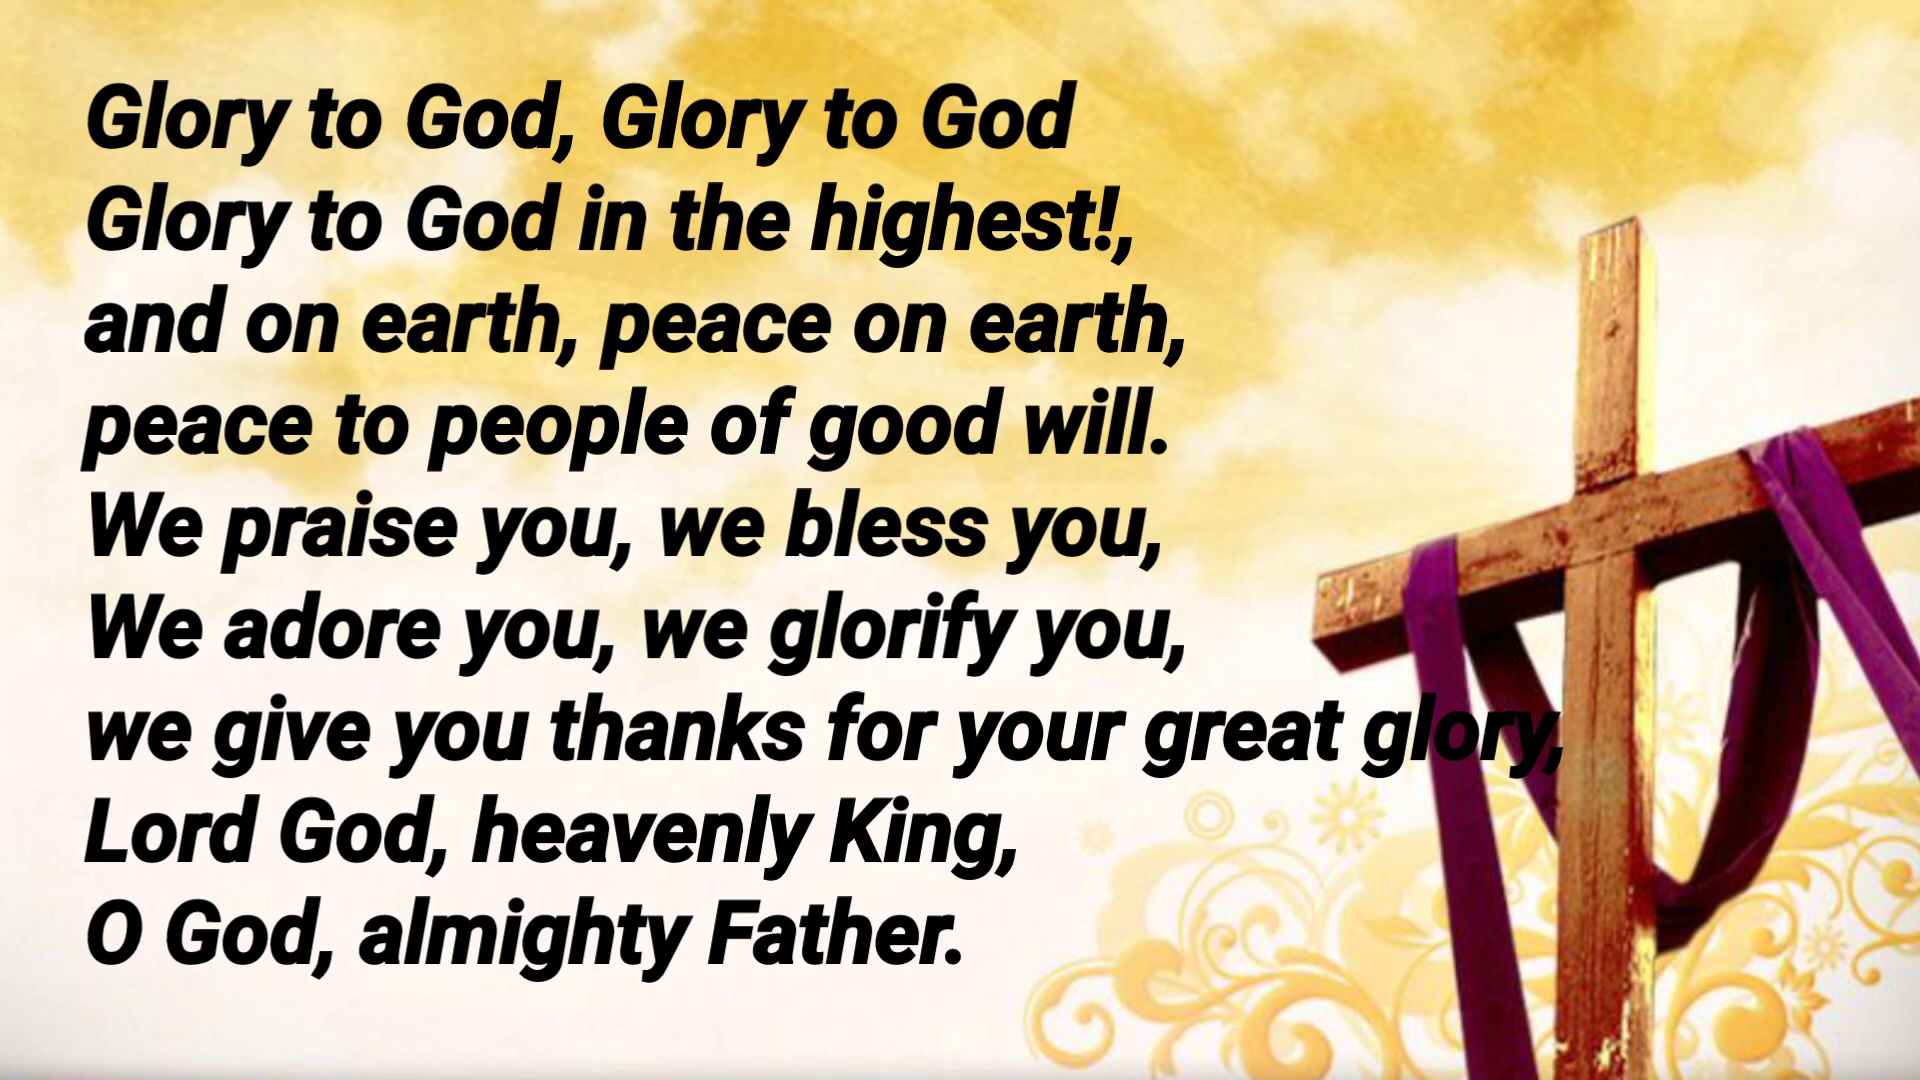 Glory to God, Glory to God
Glory to God in the highest!,
and on earth, peace on earth,
peace to people of good will.
We praise you, we bless you,
We adore you, we glorify you,
we give you thanks for your great glory,
Lord God, heavenly King,
O God, almighty Father.